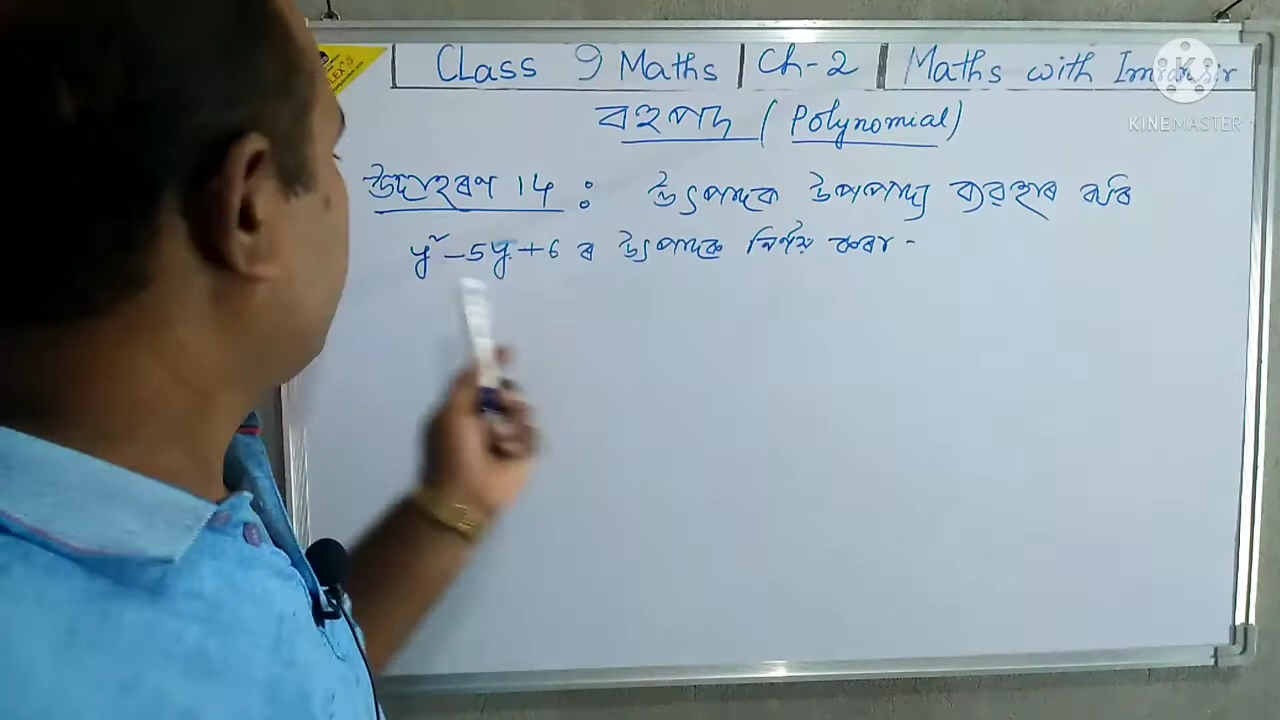 Class 9 Maths | Ch-2 | Maths with Imran Sir
বহুপদ (Polynomial)
উদাহৰণ 14 : উৎপাদক উপপাদ্য ব্যৱহাৰ কৰি
y² - 5y + 6 ৰ উৎপাদক নিৰ্ণয় কৰা -
KINEMASTER